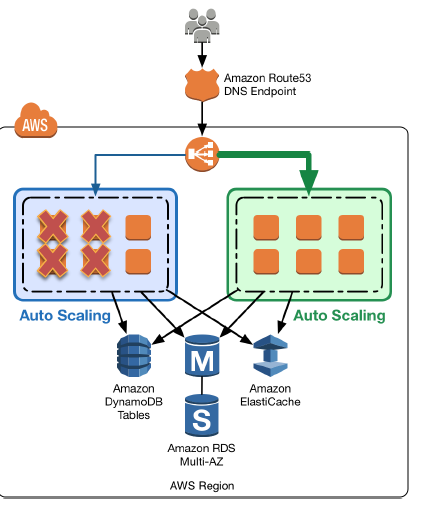 Amazon Route53
DNS Endpoint
AWS
Auto Scaling
Auto Scaling
Amazon
DynamoDB
Tables
M
S
Amazon RDS
Multi-AZ
Amazon
ElastiCache
AWS Region